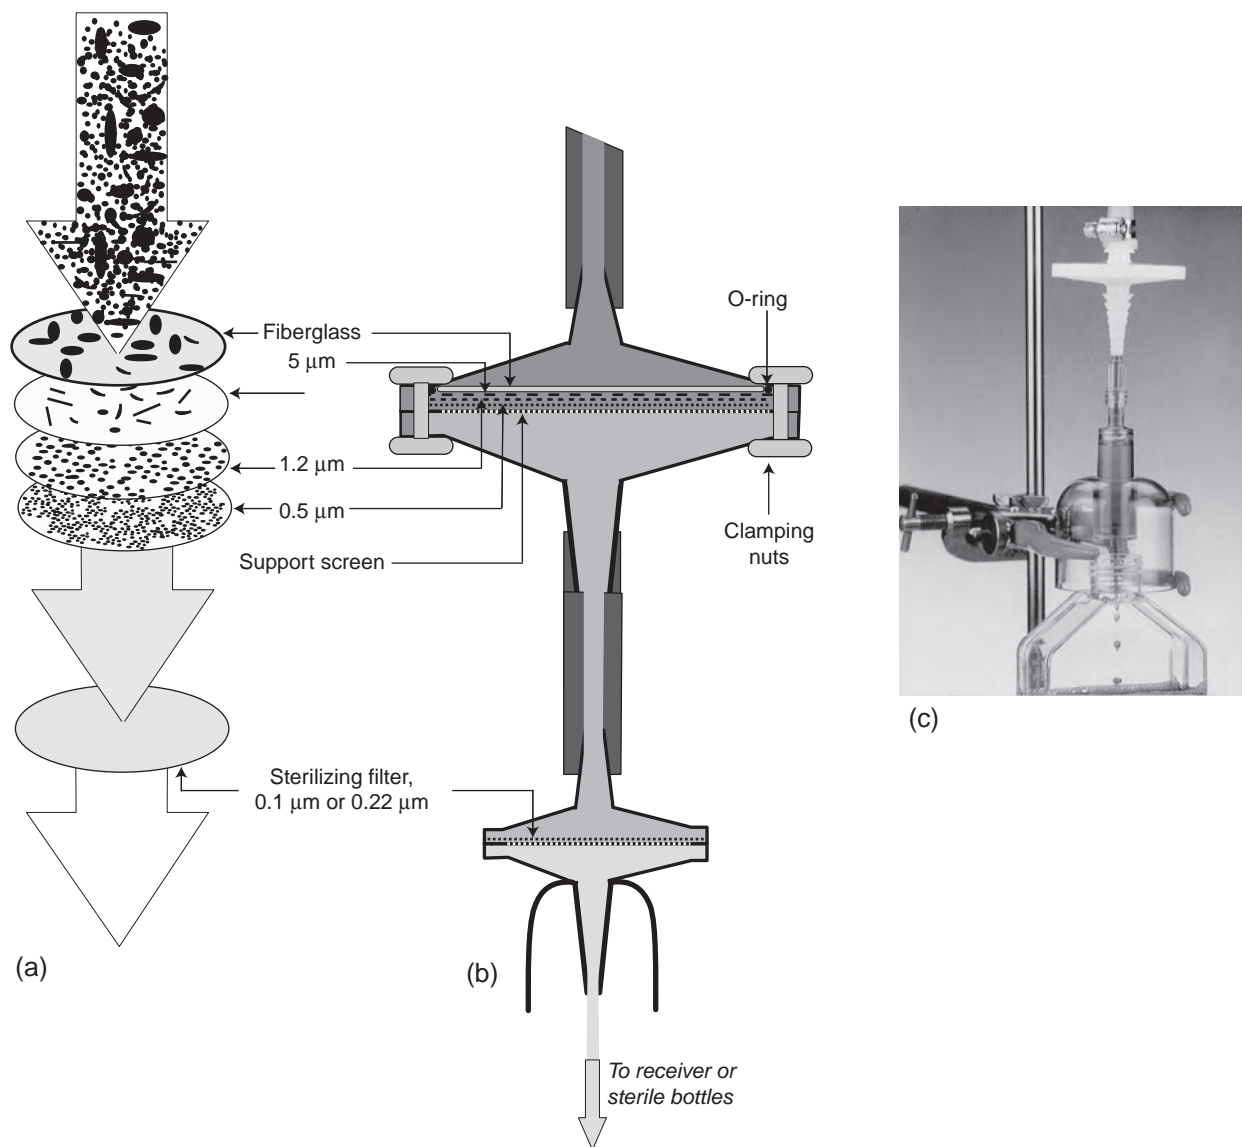 O-ring
Fiberglass
5 μm
1.2 μm
0.5 μm
Support screen
Clamping
nuts
(c)
Sterilizing filter,
0.1 μm or 0.22 μm
(a)
(b)
To receiver or
sterile bottles